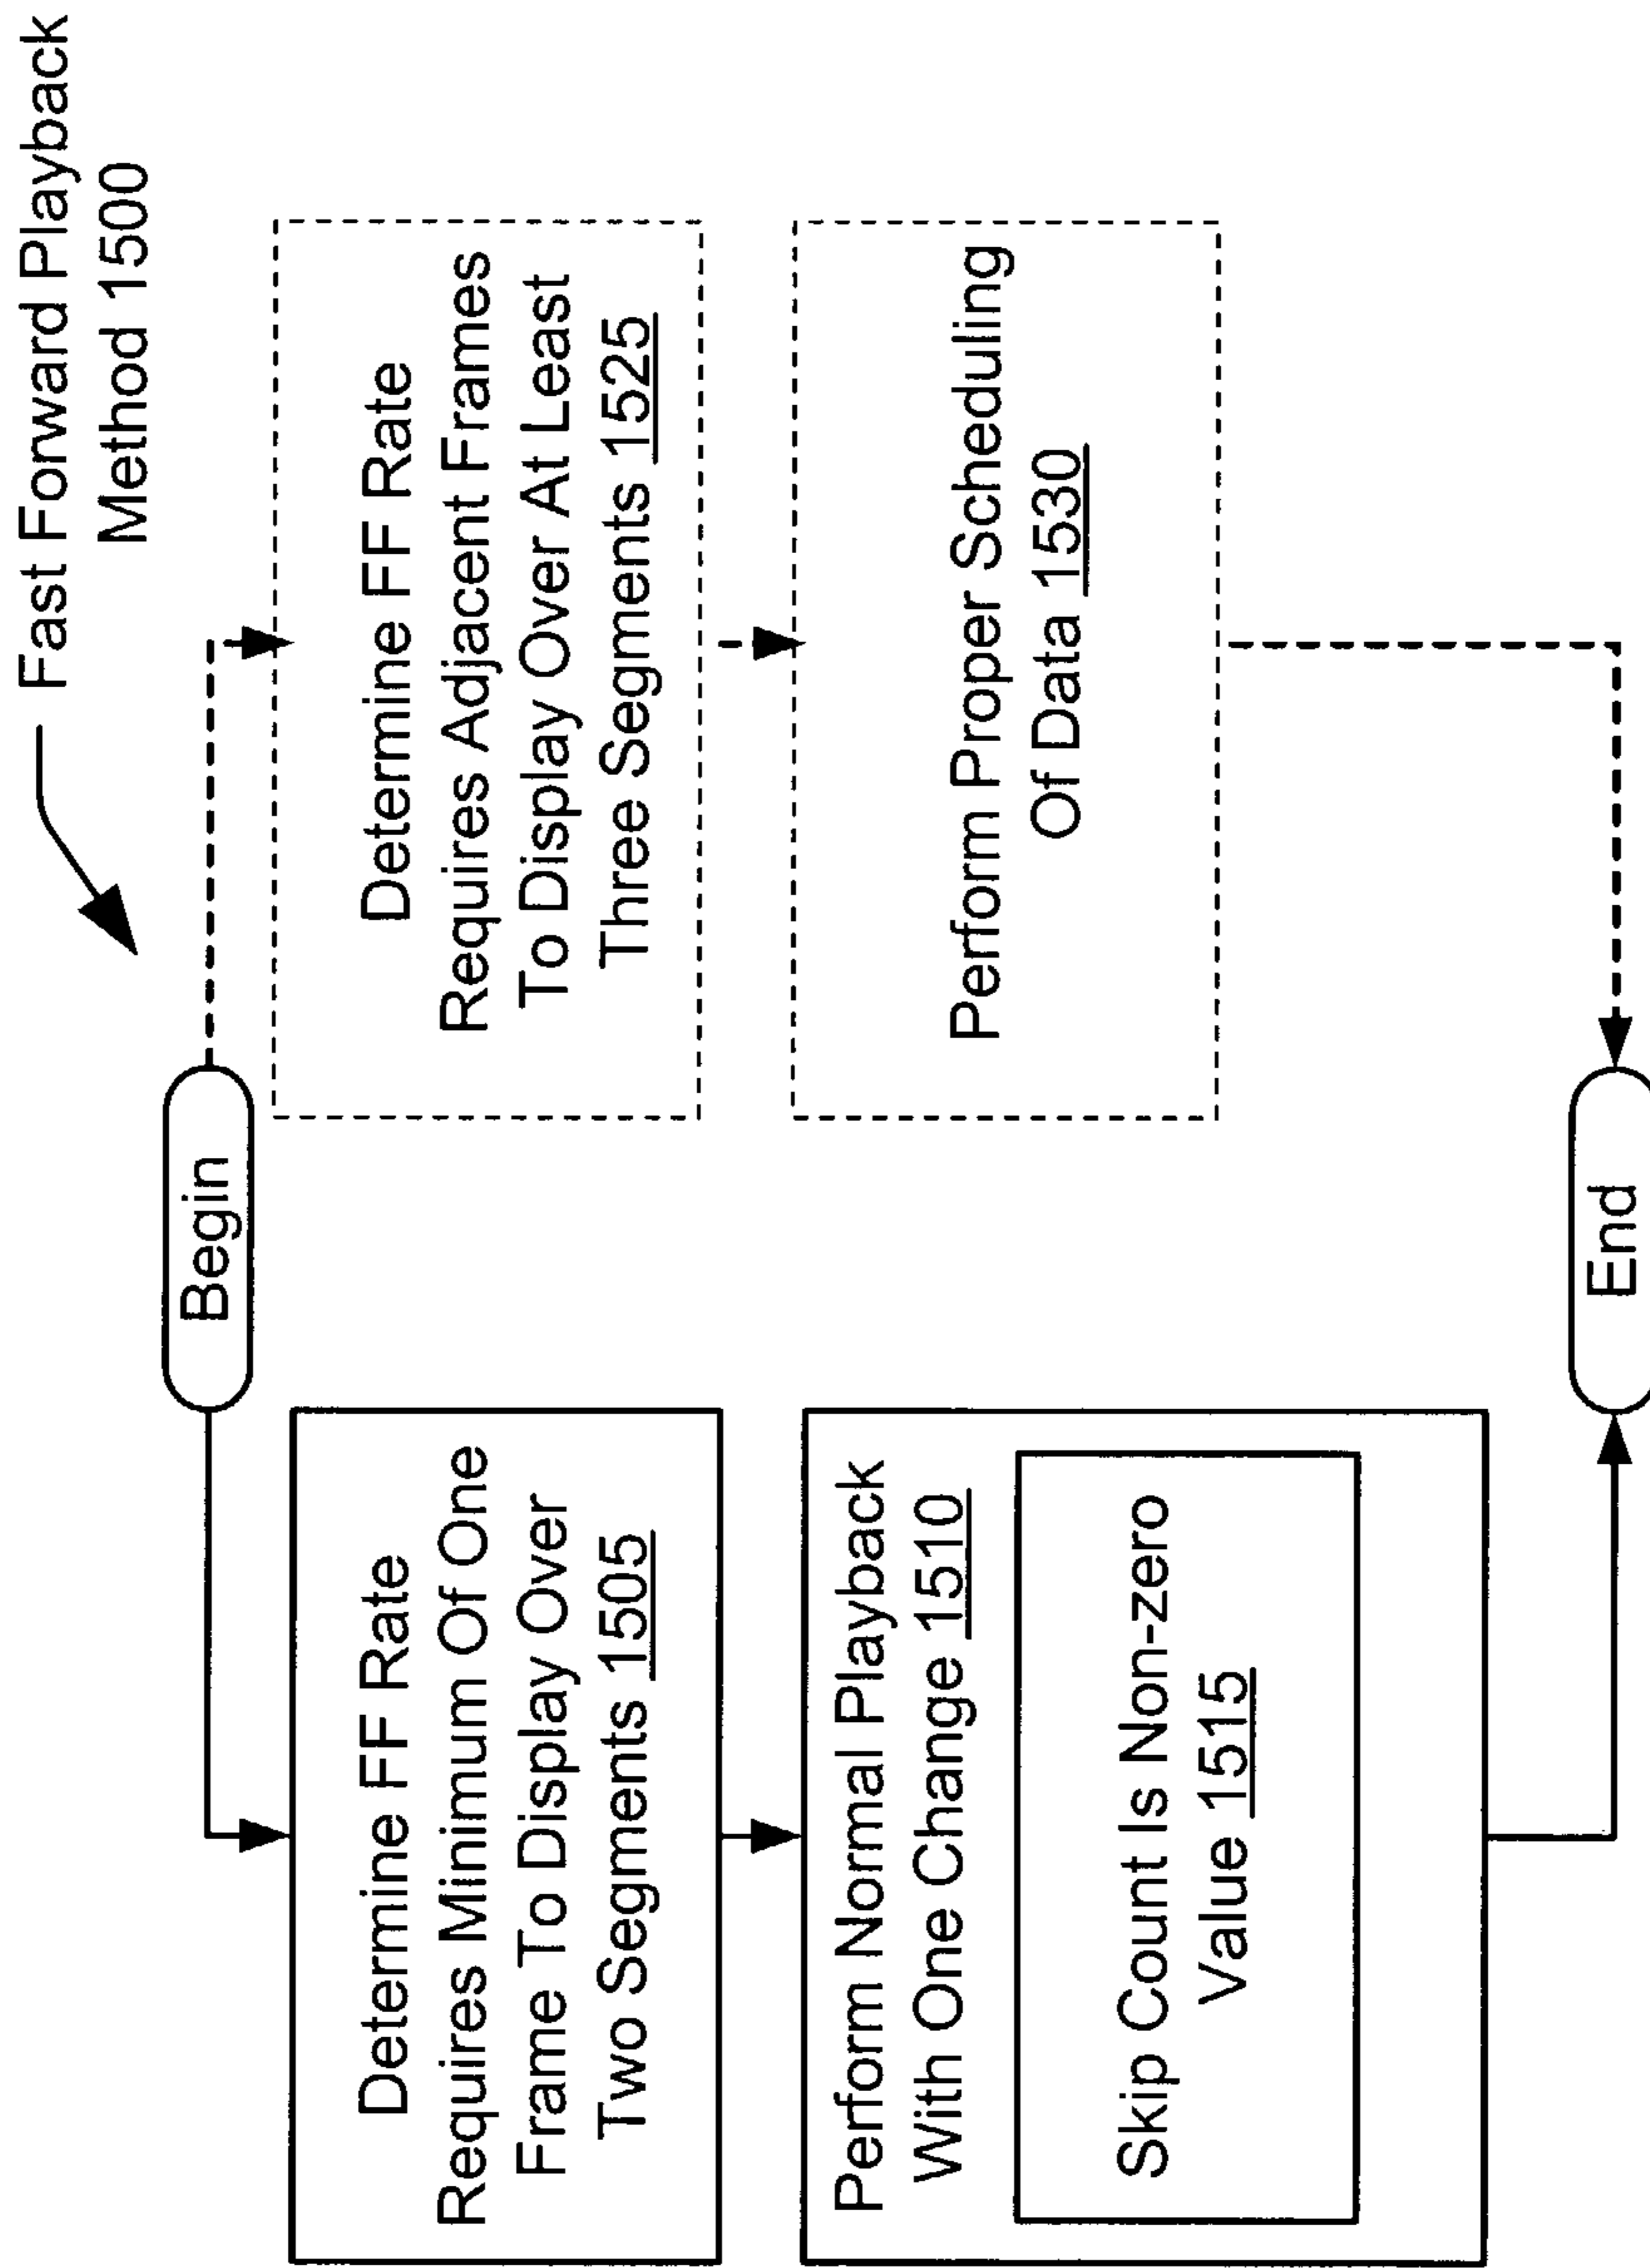 Fast Forward Playback
Method 1500
Begin
Determine FF Rate
Requires Minimum Of One
Frame To Display Over
Two Segments 1505
Perform Normal Playback
With One Change 1510
Skip Count Is Non-zero
Value 1515
Determine FF Rate
Requires Adjacent Frames
To Display Over At Least
Three Segments 1525
Perform Proper Scheduling
Of Data 1530
End